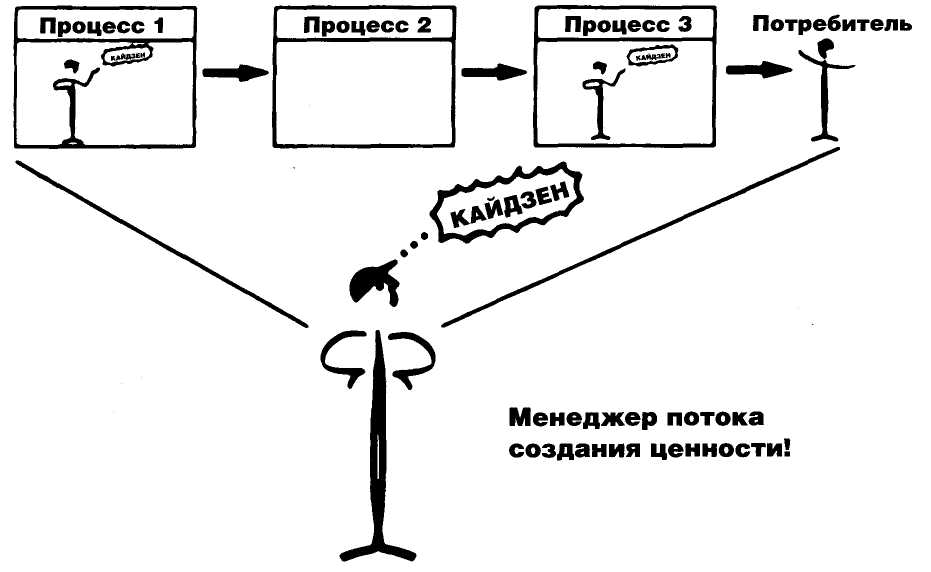 Процесс 1
Процесс 2
Процесс 3
Потребитель
КАЙДЗЕН
КАЙДЗЕН
КАЙДЗЕН
Менеджер потока
создания ценности!